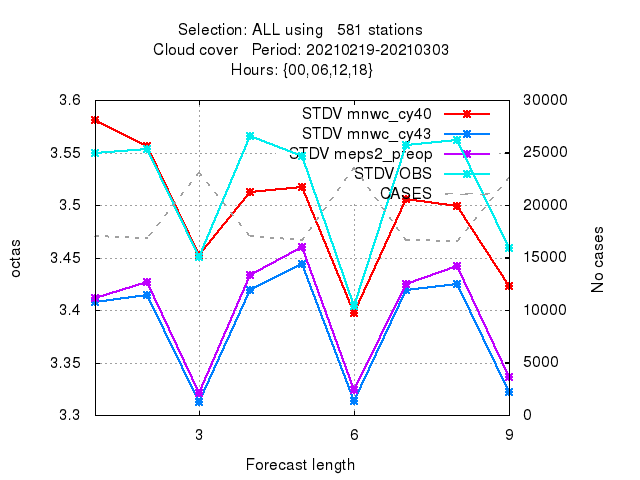 Selection: ALL using   581 stations
Cloud cover   Period: 20210219-20210303
Hours: {00,06,12,18}
3.6
3.55
3.5
3.45
3.4
3.35
3.3
octas
STDV mnwc_cy40
STDV mnwc_cy43
STDV meps2_preop
STDV OBS
CASES
30000
25000
20000
15000
10000
5000
0
No cases
3 6 9
Forecast length